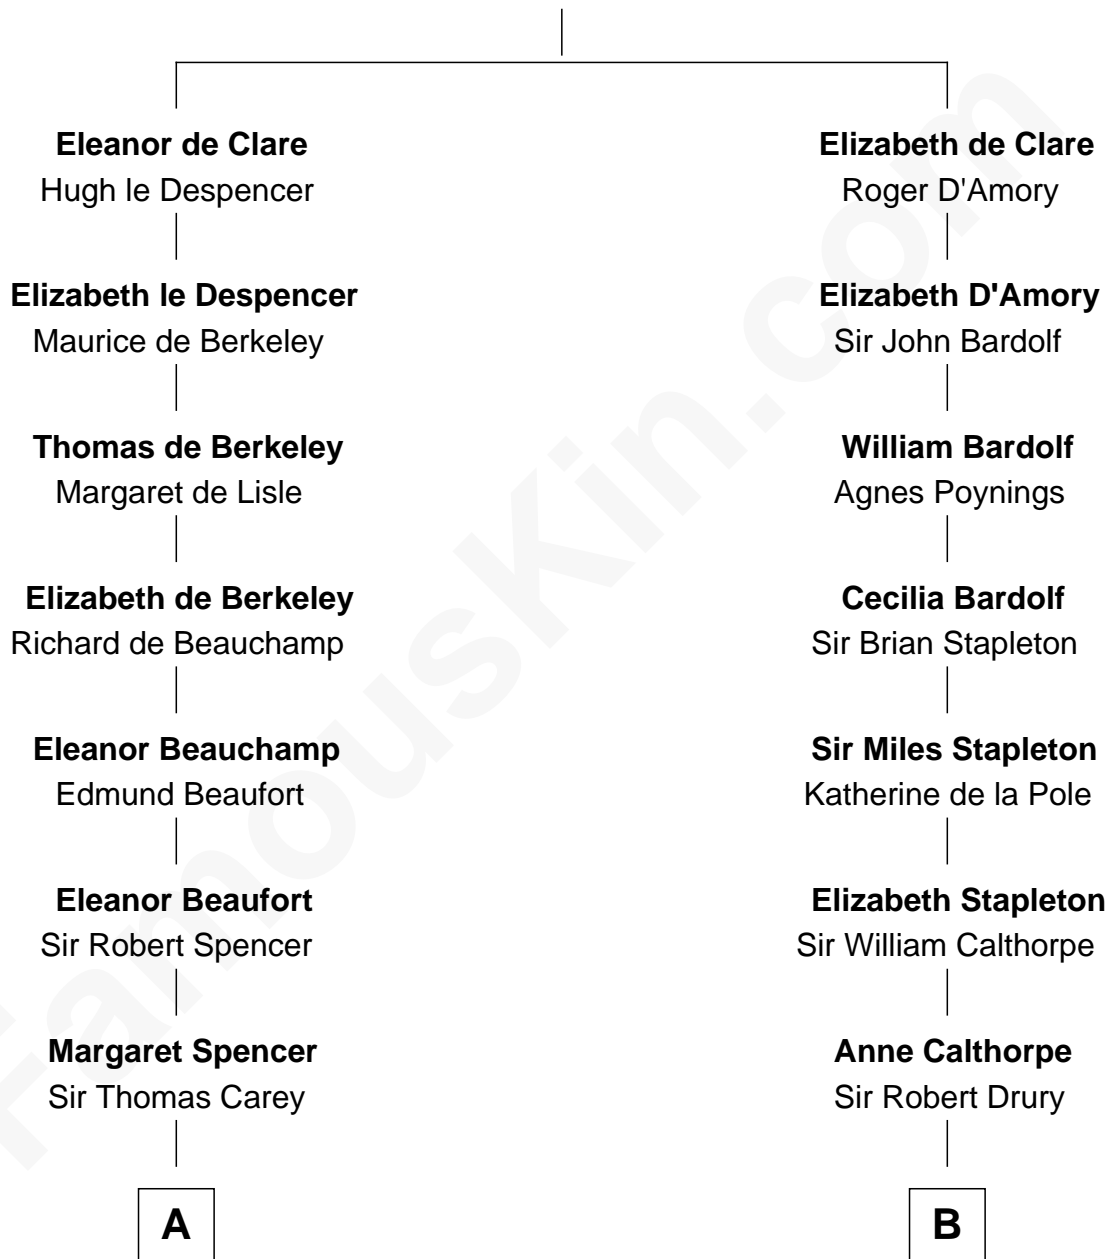 Eleanor de Clare
Hugh le Despencer
Elizabeth le Despencer
Maurice de Berkeley
Thomas de Berkeley
Margaret de Lisle
Elizabeth de Berkeley
Richard de Beauchamp
Eleanor Beauchamp
Edmund Beaufort
Eleanor Beaufort
Sir Robert Spencer
Margaret Spencer
Sir Thomas Carey
A
Elizabeth de Clare
Roger D'Amory
Elizabeth D'Amory
Sir John Bardolf
William Bardolf
Agnes Poynings
Cecilia Bardolf
Sir Brian Stapleton
Sir Miles Stapleton
Katherine de la Pole
Elizabeth Stapleton
Sir William Calthorpe
Anne Calthorpe
Sir Robert Drury
B
FamousKin.com